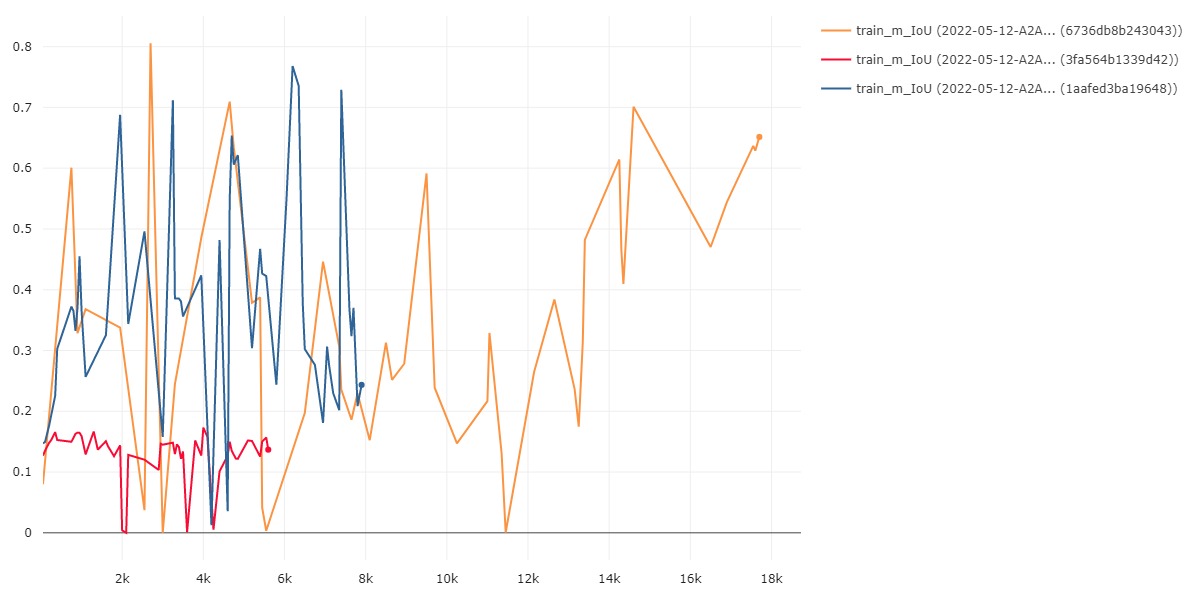 train_m_IoU (2022-05-12-A2A... (6736db8b243043))
train_m_IoU (2022-05-12-A2A... (3fa564b1339d42))
train_m_IoU (2022-05-12-A2A... (1aafed3ba19648))
0.8
0.7
0.6
0.5
0.4
0.3
0.2
0.1
0
2k 4k 6k 8k 10k 12k 14k 16k 18k